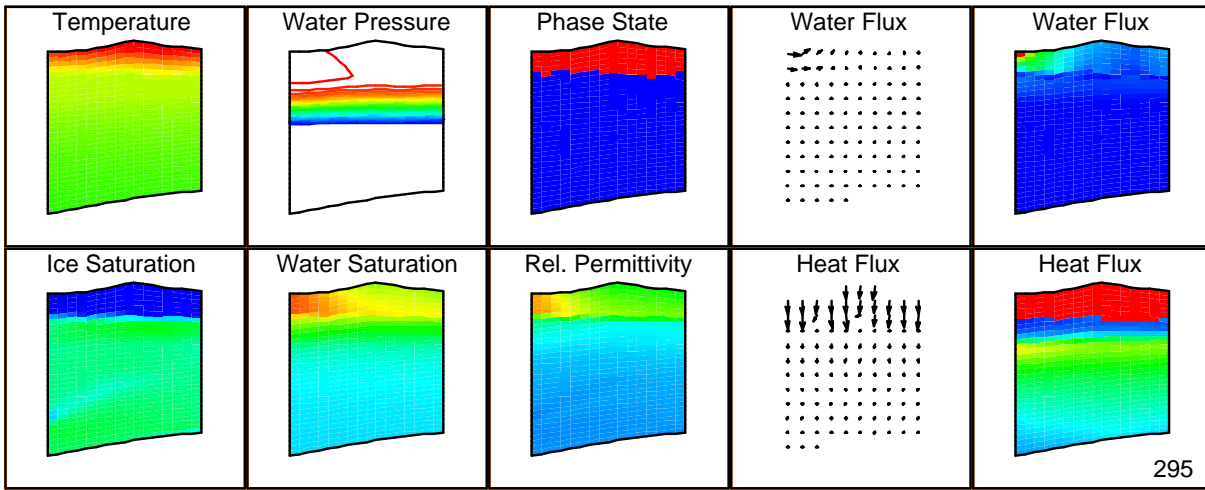 Temperature
Water Pressure
Phase State
Water Flux
Water Flux
Ice Saturation
Water Saturation
Rel. Permittivity
Heat Flux
Heat Flux
295